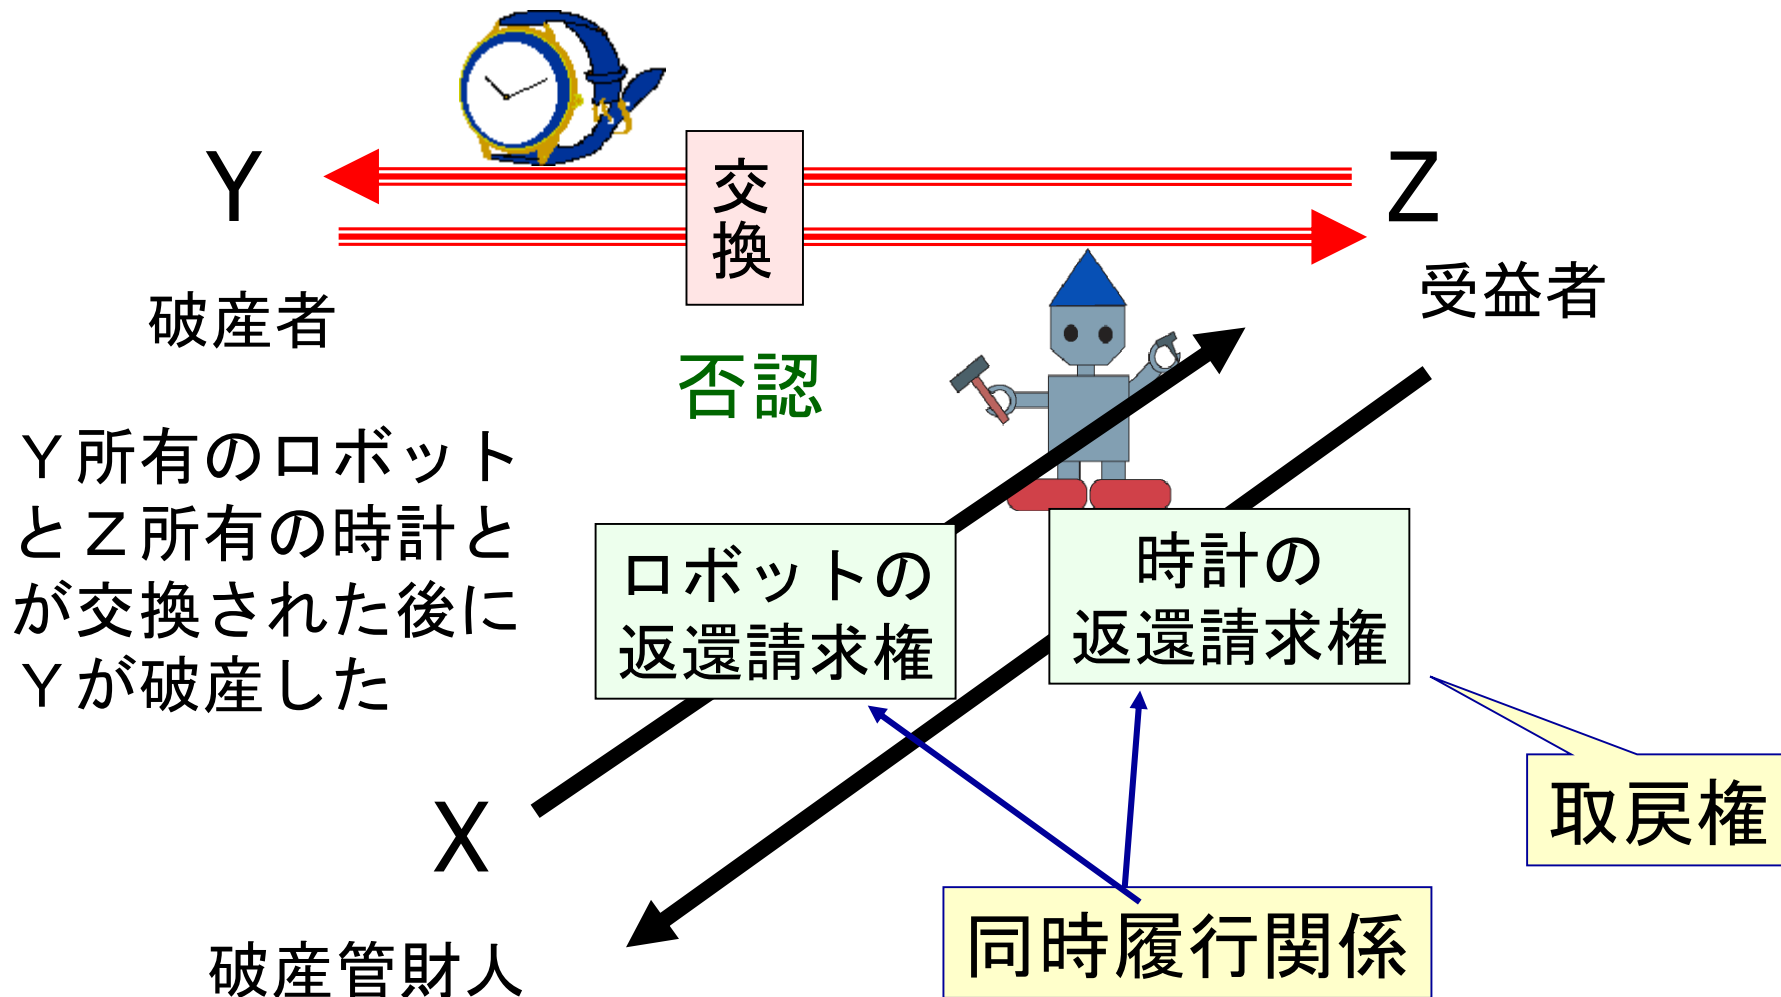 Y
交
換
Z
破産者
受益者
否認
Ｙ所有のロボット
とＺ所有の時計と
が交換された後に
Ｙが破産した
ロボットの
返還請求権
時計の
返還請求権
取戻権
X
破産管財人
同時履行関係